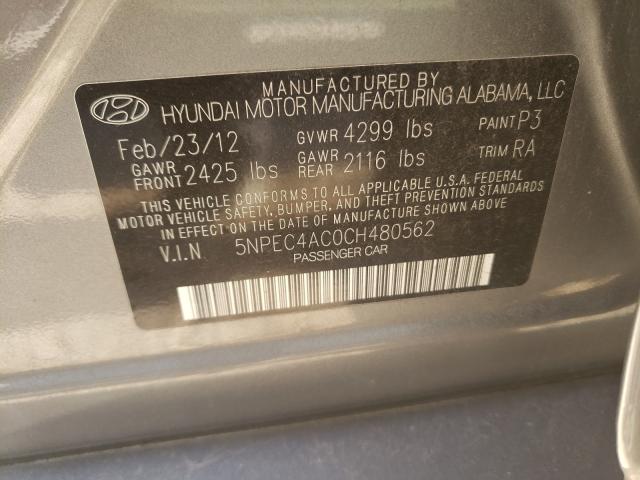 MANUFACTURED BY
HYUNDAI MOTOR MANUFACTURING ALABAMA, LLC
Feb/23/12 GVWR 4299 lbs PAINT P3
GAWR FRONT 2425 lbs GAWR REAR 2116 lbs TRIM RA
THIS VEHICLE CONFORMS TO ALL APPLICABLE U.S.A. FEDERAL
MOTOR VEHICLE SAFETY, BUMPER, AND THEFT PREVENTION STANDARDS
IN EFFECT ON THE DATE OF MANUFACTURE SHOWN ABOVE.
V.I.N 5NPEC4AC0CH480562
PASSENGER CAR